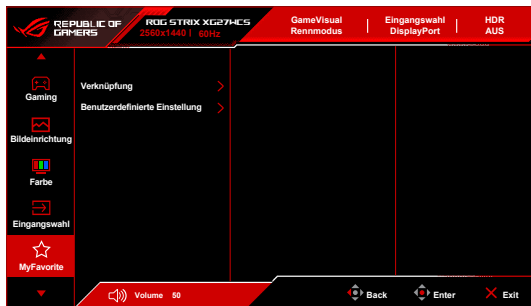 REPUBLIC OF
GAMERS
ROG STRIX XG27WCS
2560x1440 | 60Hz
GameVisual
Rennmodus
Eingangswahl
DisplayPort
HDR
AUS
Gaming
Bildeinrichtung
Farbe
Eingangswahl
MyFavorite
Verknüpfung
Benutzerdefinierte Einstellung
Volume 50
Back
Enter
Exit